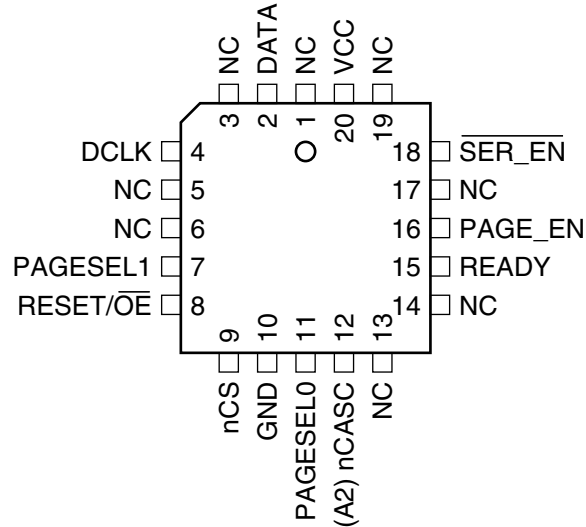 NC
DATA
NC
VCC
NC
3
2
1
20
19
DCLK 4
NC 5
NC 6
PAGESEL1 7
RESET/OE 8
18 SER_EN
17 NC
16 PAGE_EN
15 READY
14 NC
9
10
11
12
13
nCS
GND
PAGESEL0
(A2) nCASC
NC